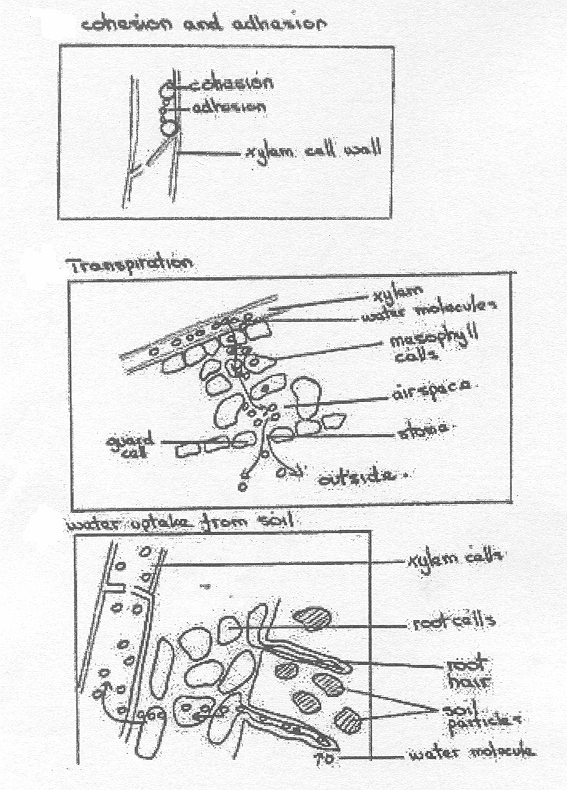 cohesion and adhesion
cohesion
adhesion
xylem cell wall
Transpiration
xylem
water molecules
mesophyll
cells
airspace.
guard
cell
stoma.
outside.
water uptake from soil
xylem cells
root cells
root
hair
soil
particles
water molecule